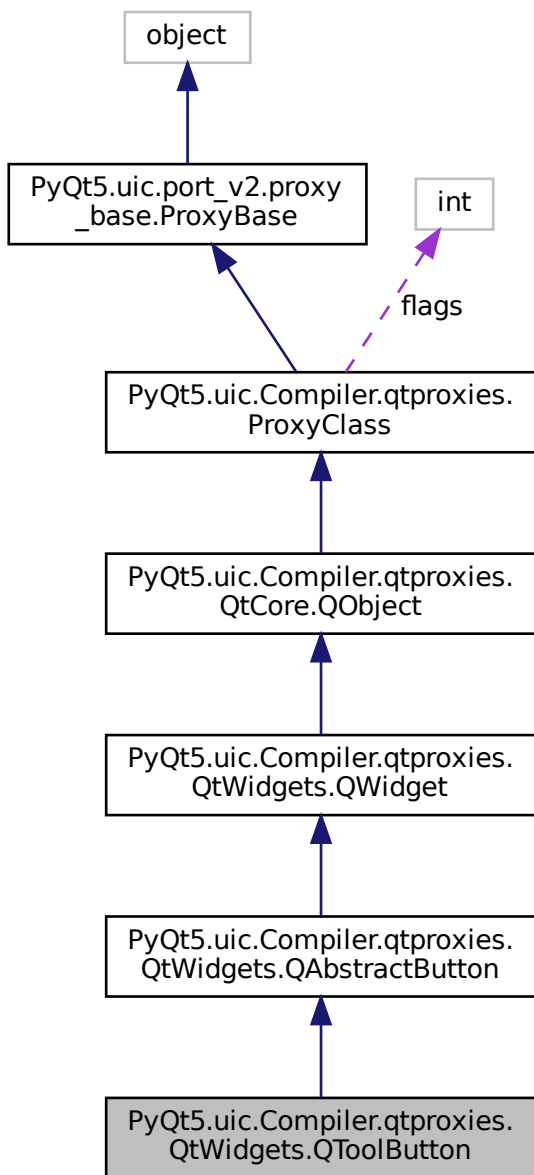 object
PyQt5.uic.port_v2.proxy
_base.ProxyBase
int
flags
PyQt5.uic.Compiler.qtproxies.
ProxyClass
PyQt5.uic.Compiler.qtproxies.
QtCore.QObject
PyQt5.uic.Compiler.qtproxies.
QtWidgets.QWidget
PyQt5.uic.Compiler.qtproxies.
QtWidgets.QAbstractButton
PyQt5.uic.Compiler.qtproxies.
QtWidgets.QToolButton